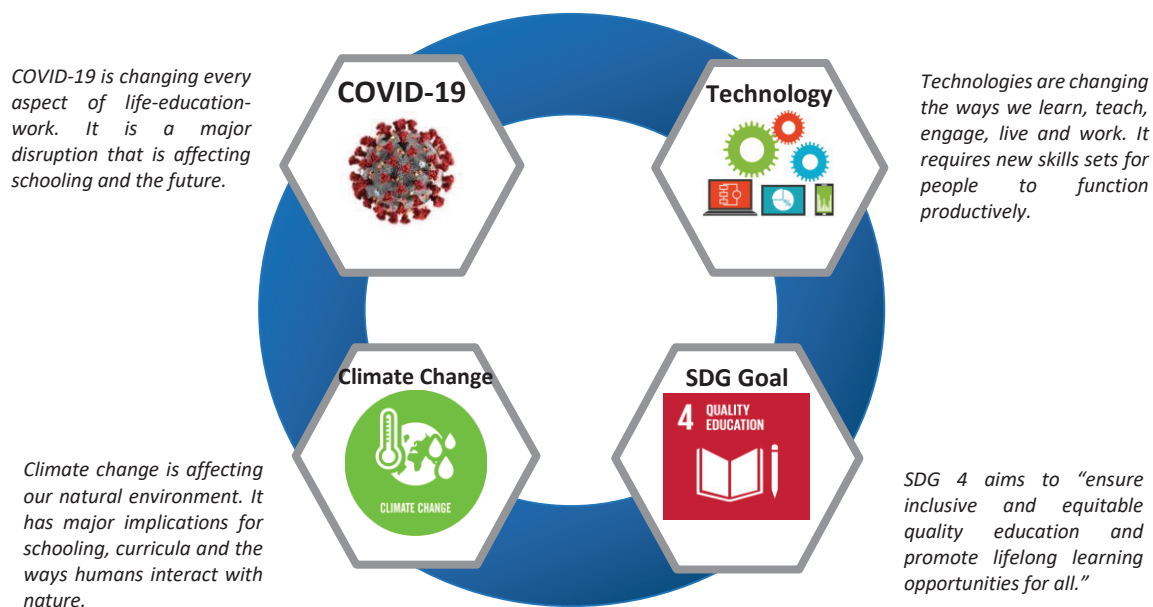 COVID-19 is changing every
aspect of life-education-
work. It is a major
disruption that is affecting
schooling and the future.
COVID-19
Technology
Technologies are changing
the ways we learn, teach,
engage, live and work. It
requires new skills sets for
people to function
productively.
Climate Change
CLIMATE CHANGE
SDG Goal
4 QUALITY
EDUCATION
Climate change is affecting
our natural environment. It
has major implications for
schooling, curricula and the
ways humans interact with
nature.
SDG 4 aims to “ensure
inclusive and equitable
quality education and
promote lifelong learning
opportunities for all.”